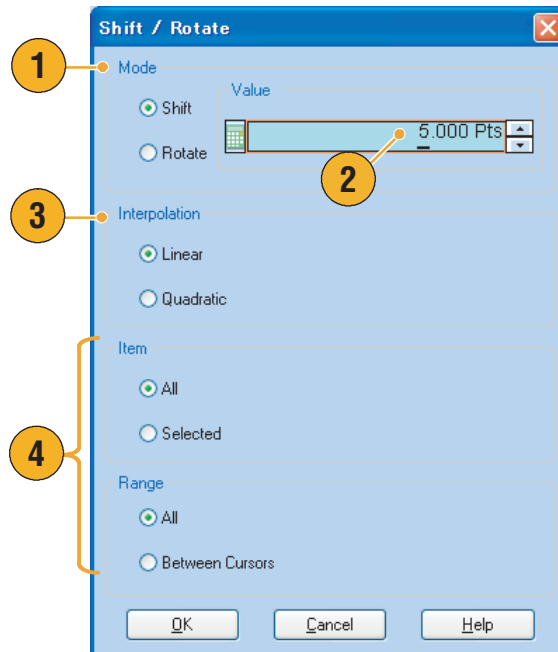 Shift / Rotate
1
Mode
Value
Shift
5.000 Pts
Rotate
2
3
Interpolation
Linear
Quadratic
Item
All
Selected
4
Range
All
Between Cursors
OK
Cancel
Help